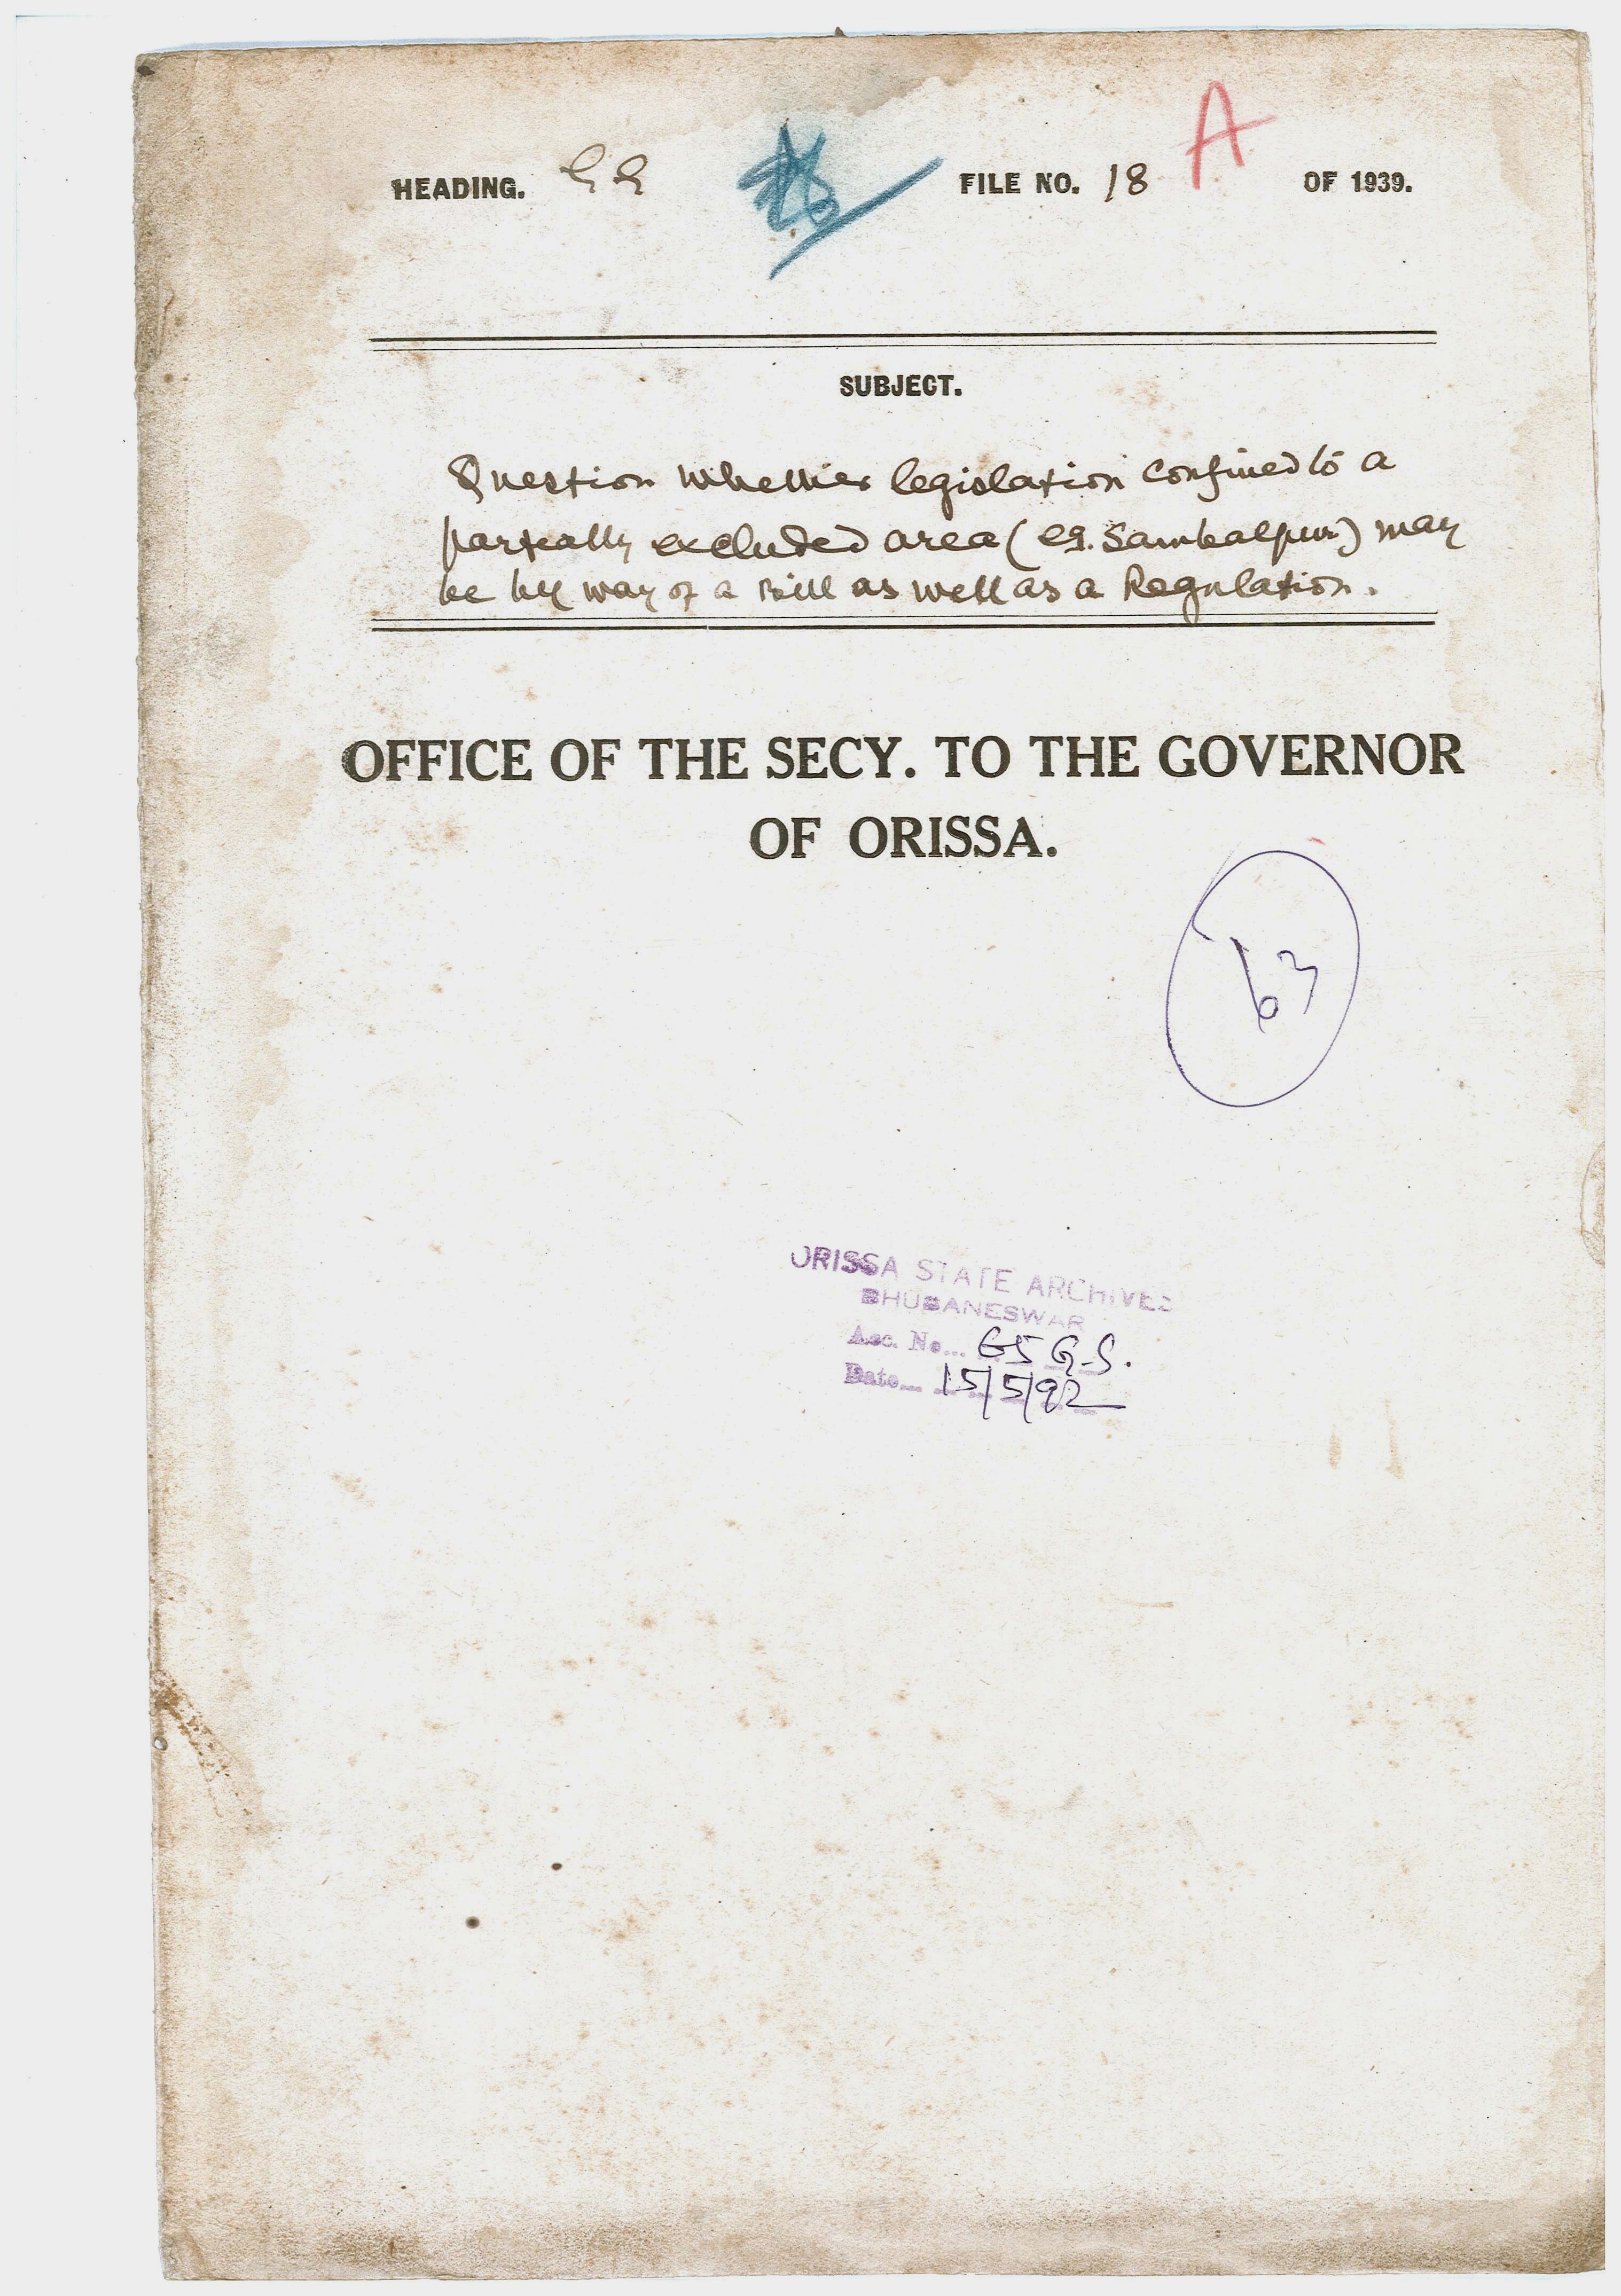 HEADING. FILE NO. 18 A OF 1939.
SUBJECT.
Question whether legislation confined to a
partially excluded area (eg. Sambalpur) may
be by way of a Bill as well as a Regulation.
OFFICE OF THE SECY. TO THE GOVERNOR
OF ORISSA.
63
ORISSA STATE ARCHIVES
BHUBANESWAR
Acc. No... 65 G.S.
Date... 15/5/92